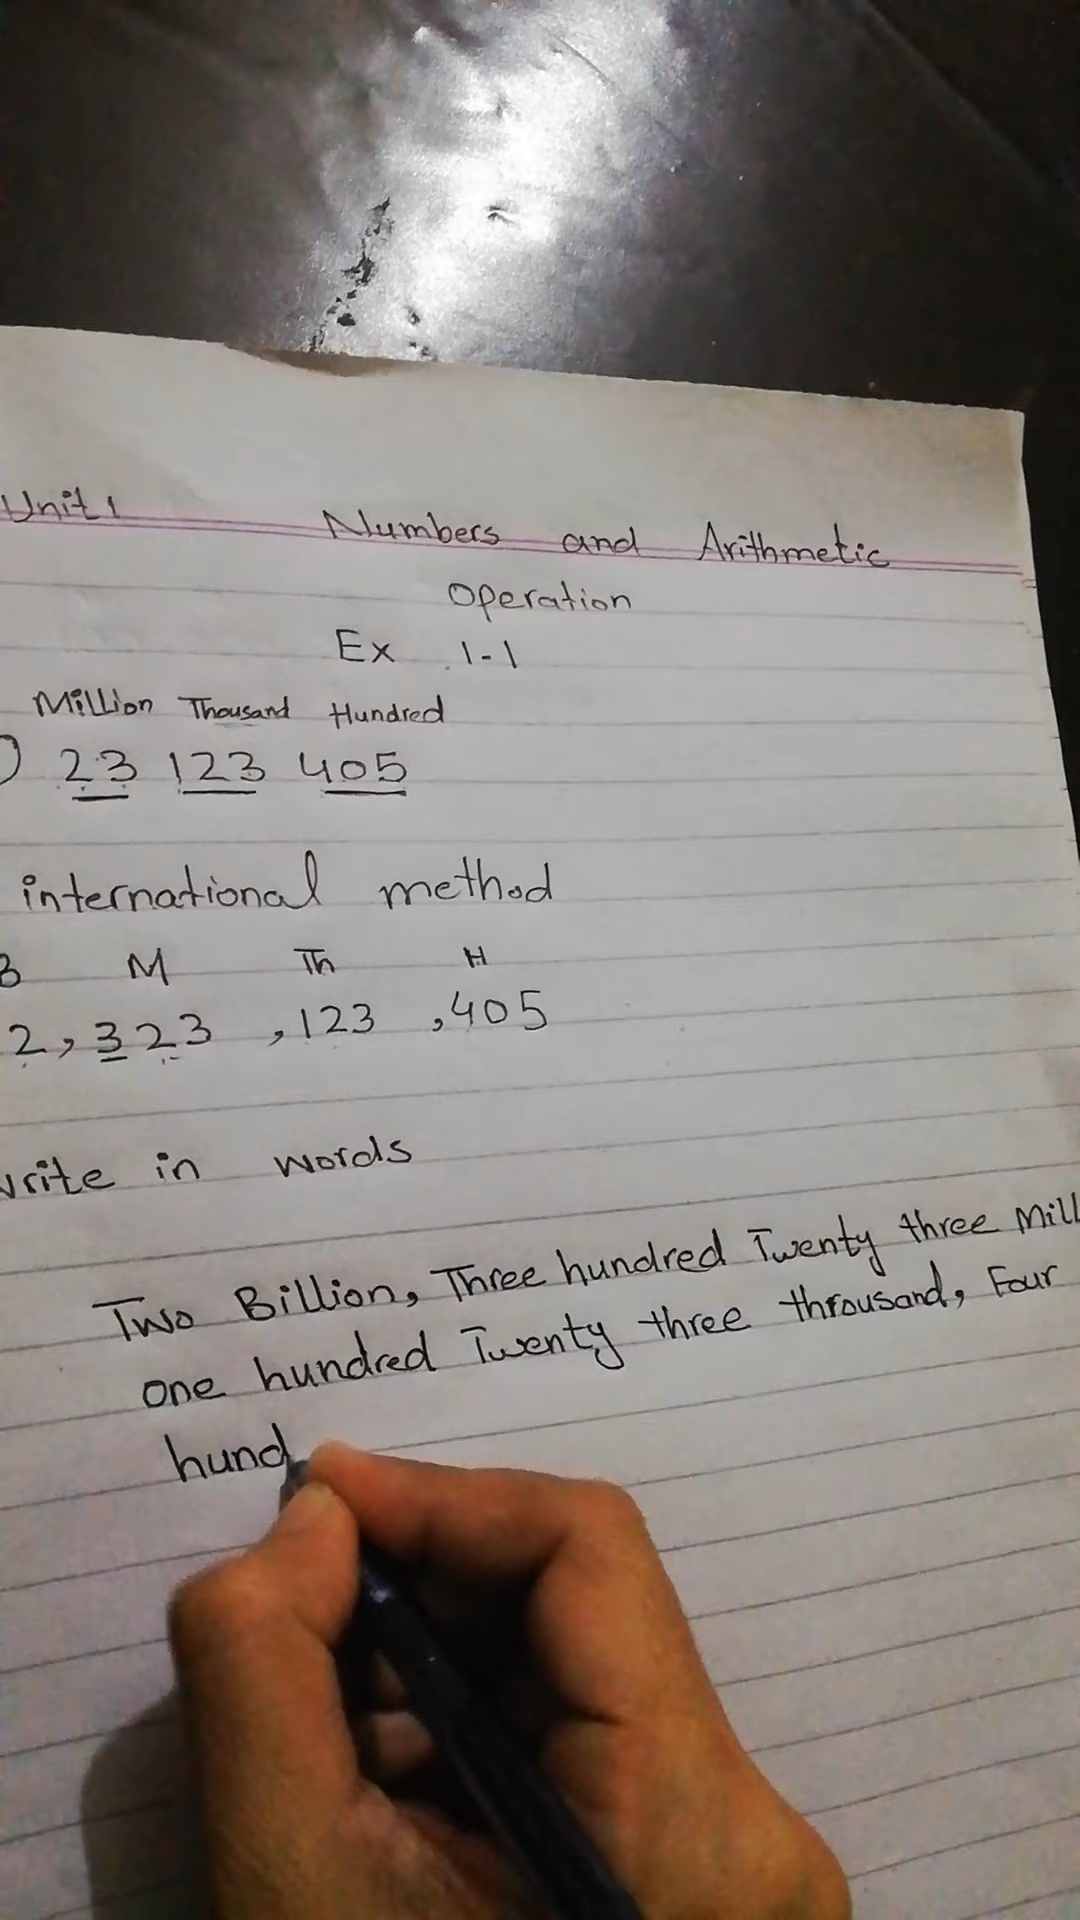 Unit 1 Numbers and Arithmetic
Operation
Ex 1-1
Million Thousand Hundred
) 23 123 405
international method
B M Th H
2, 323 ,123 ,405
write in words
Two Billion, Three hundred Twenty three Mill
one hundred Twenty three throusand, Four
hund